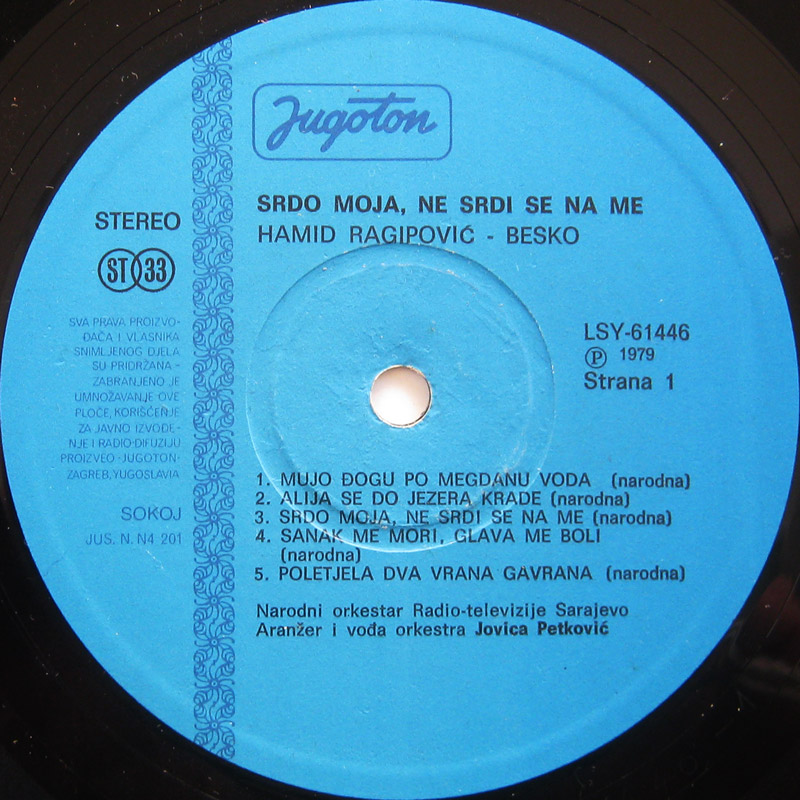 Jugoton
SRDO MOJA, NE SRDI SE NA ME
HAMID RAGIPOVIĆ - BESKO
STEREO
ST 33
SVA PRAVA PROIZVO-
ĐAČA I VLASNIKA
SNIMLJENOG DJELA
SU PRIDRŽANA -
ZABRANJENO JE
UMNOŽAVANJE OVE
PLOČE, KORIŠĆENJE
ZA JAVNO IZVOĐE-
NJE I RADIO-DIFUZIJU
PROIZVEO-JUGOTON-
ZAGREB, YUGOSLAVIA
SOKOJ
JUS. N. N4 201
LSY-61446
Ⓟ 1979
Strana 1
1. MUJO ĐOGU PO MEGDANU VODA (narodna)
2. ALIJA SE DO JEZERA KRADE (narodna)
3. SRDO MOJA, NE SRDI SE NA ME (narodna)
4. SANAK ME MORI, GLAVA ME BOLI
(narodna)
5. POLETJELA DVA VRANA GAVRANA (narodna)
Narodni orkestar Radio-televizije Sarajevo
Aranžer i vođa orkestra Jovica Petković